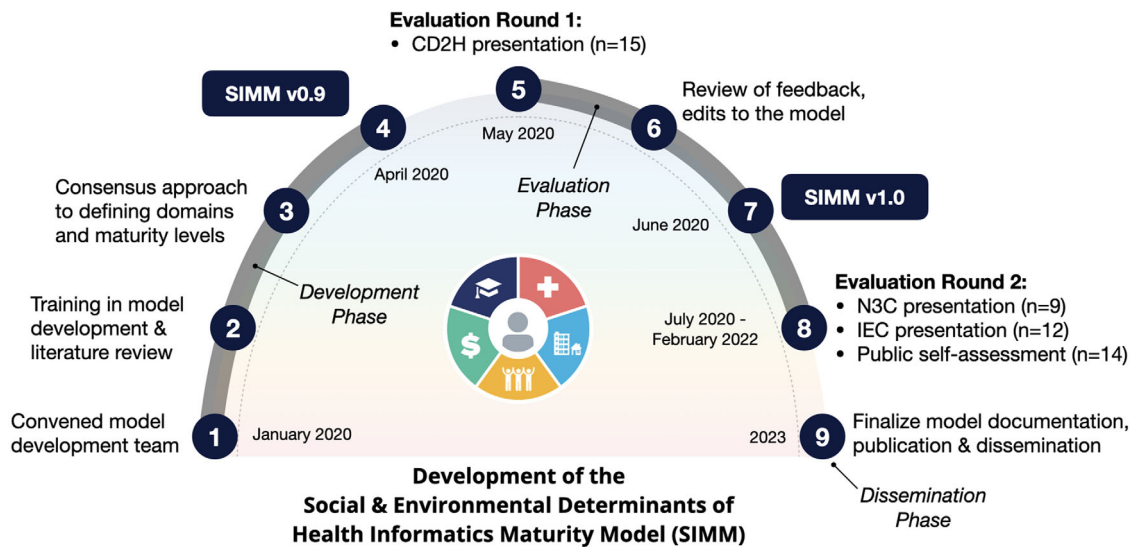 Evaluation Round 1:
• CD2H presentation (n=15)
SIMM v0.9
5
4
6
Review of feedback,
edits to the model
May 2020
April 2020
Evaluation
Phase
Consensus approach
to defining domains
and maturity levels
3
7
SIMM v1.0
June 2020
Development
Phase
Training in model
development &
literature review
2
July 2020 -
February 2022
8
Evaluation Round 2:
• N3C presentation (n=9)
• IEC presentation (n=12)
• Public self-assessment (n=14)
$
Convened model
development team
1
January 2020
2023
9
Finalize model documentation,
publication & dissemination
Dissemination
Phase
Development of the
Social & Environmental Determinants of
Health Informatics Maturity Model (SIMM)